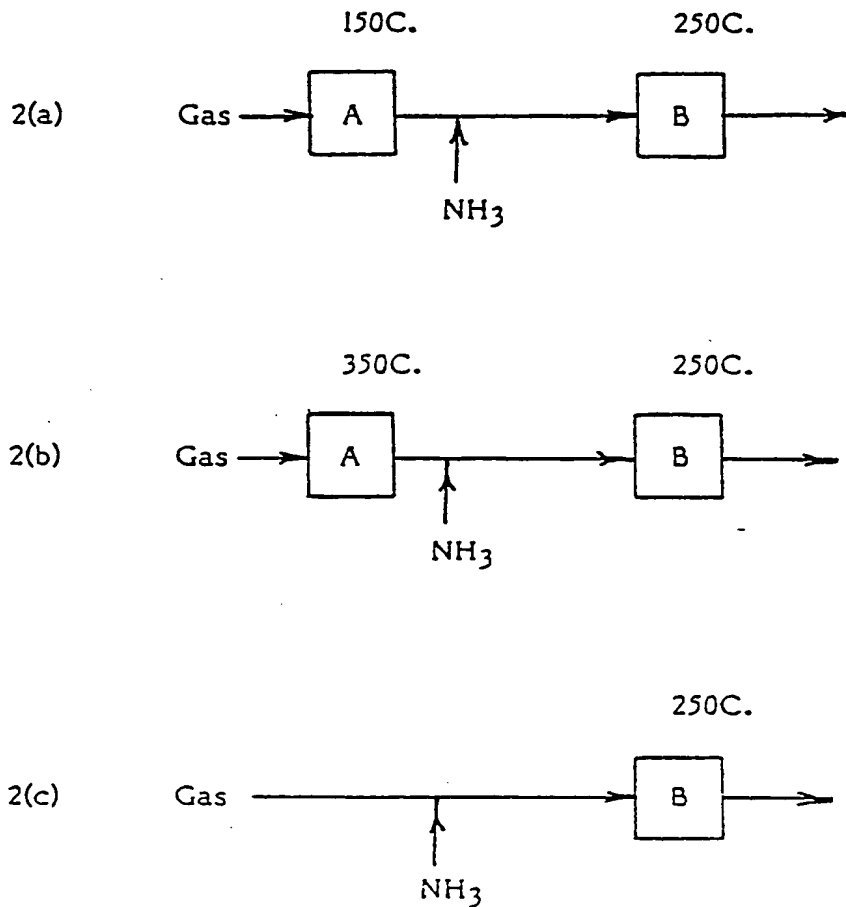 150C. 250C.
2(a) Gas A B
NH3
350C. 250C.
2(b) Gas A B
NH3
250C.
2(c) Gas B
NH3